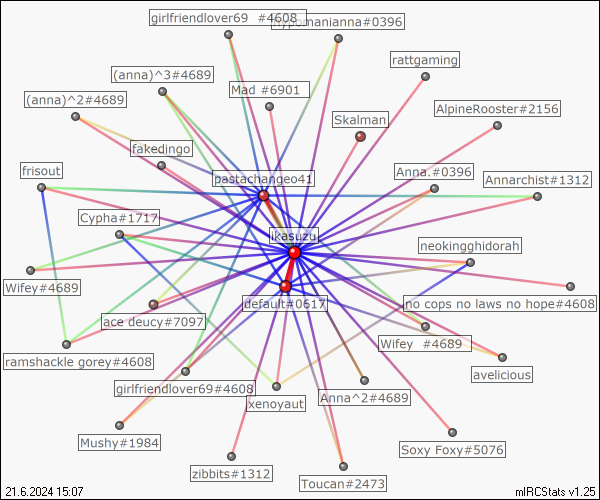 girlfriendlover69 #4608
hypomanianna#0396
rattgaming
(anna)^3#4689
Mad #6901
(anna)^2#4689
AlpineRooster#2156
Skalman
fakedingo
frisout
pastachangeo41
Anna.#0396
Annarchist#1312
Cypha#1717
ikasuzu
neokingghidorah
Wifey#4689
default#0617
no cops no laws no hope#4608
ace deucy#7097
Wifey #4689
ramshackle gorey#4608
avelicious
girlfriendlover69#4608
xenoyaut
Anna^2#4689
Mushy#1984
Soxy Foxy#5076
zibbits#1312
Toucan#2473
21.6.2024 15:07
mIRCStats v1.25